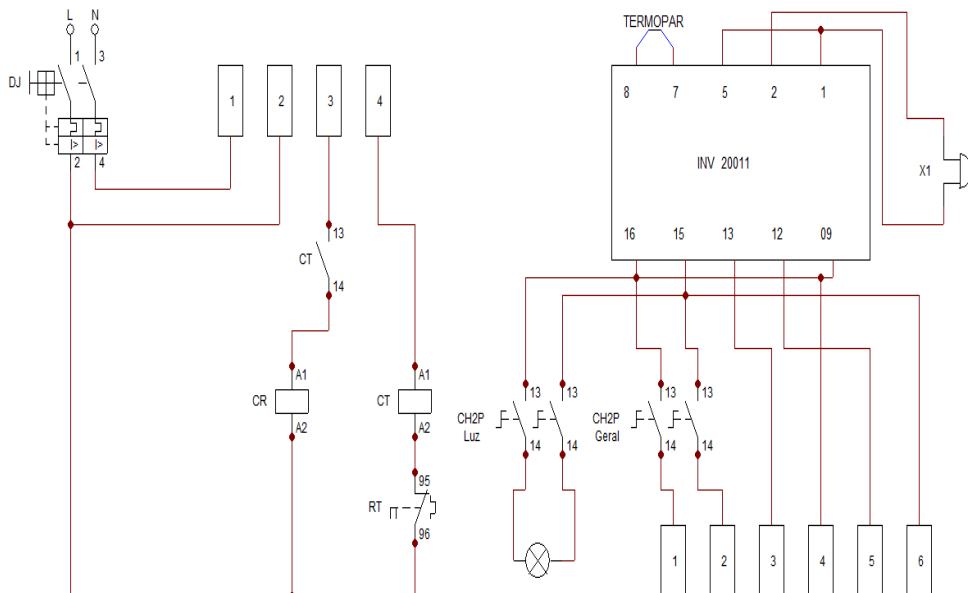 L N
1 3
DJ
I> I>
2 4
1 2 3 4
13
CT
14
A1
CR
A2
A1
CT
A2
95
RT
96
TERMOPAR
8 7 5 2 1
INV 20011
X1
16 15 13 12 09
13 13
CH2P
Luz
14 14
13 13
CH2P
Geral
14 14
1 2 3 4 5 6